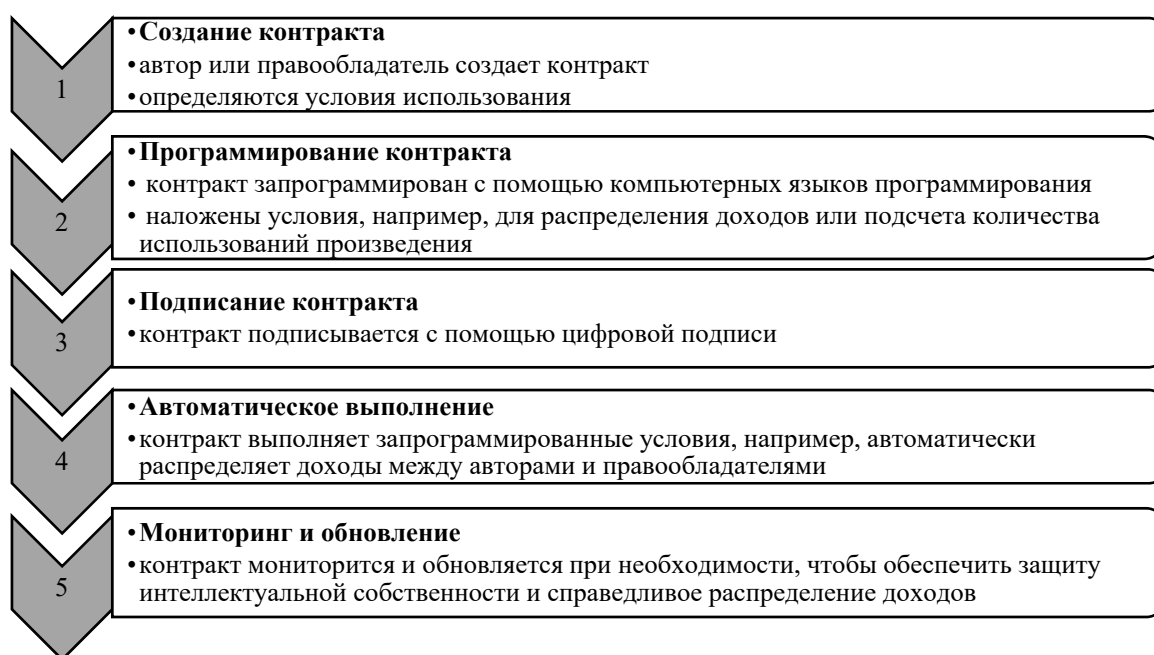 1
•Создание контракта
•автор или правообладатель создает контракт
•определяются условия использования
2
•Программирование контракта
• контракт запрограммирован с помощью компьютерных языков программирования
• наложены условия, например, для распределения доходов или подсчета количества
использований произведения
3
•Подписание контракта
•контракт подписывается с помощью цифровой подписи
4
•Автоматическое выполнение
•контракт выполняет запрограммированные условия, например, автоматически
распределяет доходы между авторами и правообладателями
5
•Мониторинг и обновление
•контракт мониторится и обновляется при необходимости, чтобы обеспечить защиту
интеллектуальной собственности и справедливое распределение доходов